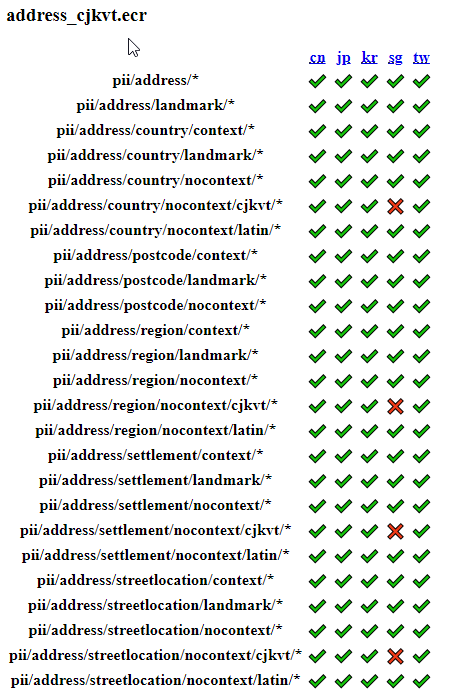 address_cjkvt.ecr
cn jp kr sg tw
pii/address/*
pii/address/landmark/*
pii/address/country/context/*
pii/address/country/landmark/*
pii/address/country/nocontext/*
pii/address/country/nocontext/cjkvt/*
pii/address/country/nocontext/latin/*
pii/address/postcode/context/*
pii/address/postcode/landmark/*
pii/address/postcode/nocontext/*
pii/address/region/context/*
pii/address/region/landmark/*
pii/address/region/nocontext/*
pii/address/region/nocontext/cjkvt/*
pii/address/region/nocontext/latin/*
pii/address/settlement/context/*
pii/address/settlement/landmark/*
pii/address/settlement/nocontext/*
pii/address/settlement/nocontext/cjkvt/*
pii/address/settlement/nocontext/latin/*
pii/address/streetlocation/context/*
pii/address/streetlocation/landmark/*
pii/address/streetlocation/nocontext/*
pii/address/streetlocation/nocontext/cjkvt/*
pii/address/streetlocation/nocontext/latin/*